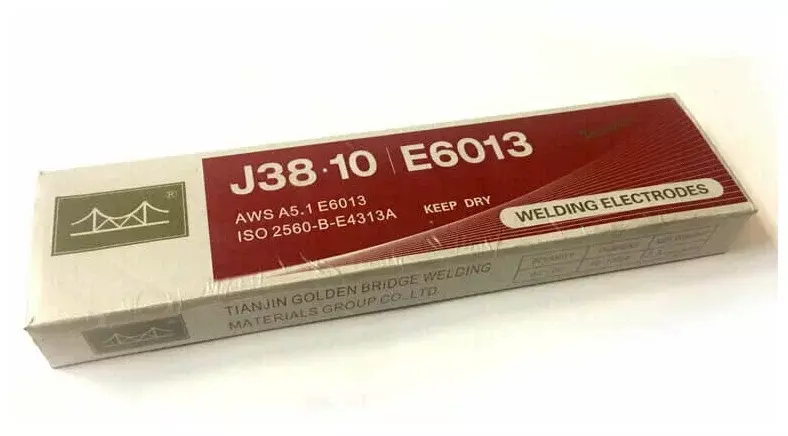 J38·10 | E6013
AWS A5.1 E6013
ISO 2560-B-E4313A
KEEP DRY
WELDING ELECTRODES
®
TIANJIN GOLDEN BRIDGE WELDING
MATERIALS GROUP CO.,LTD.